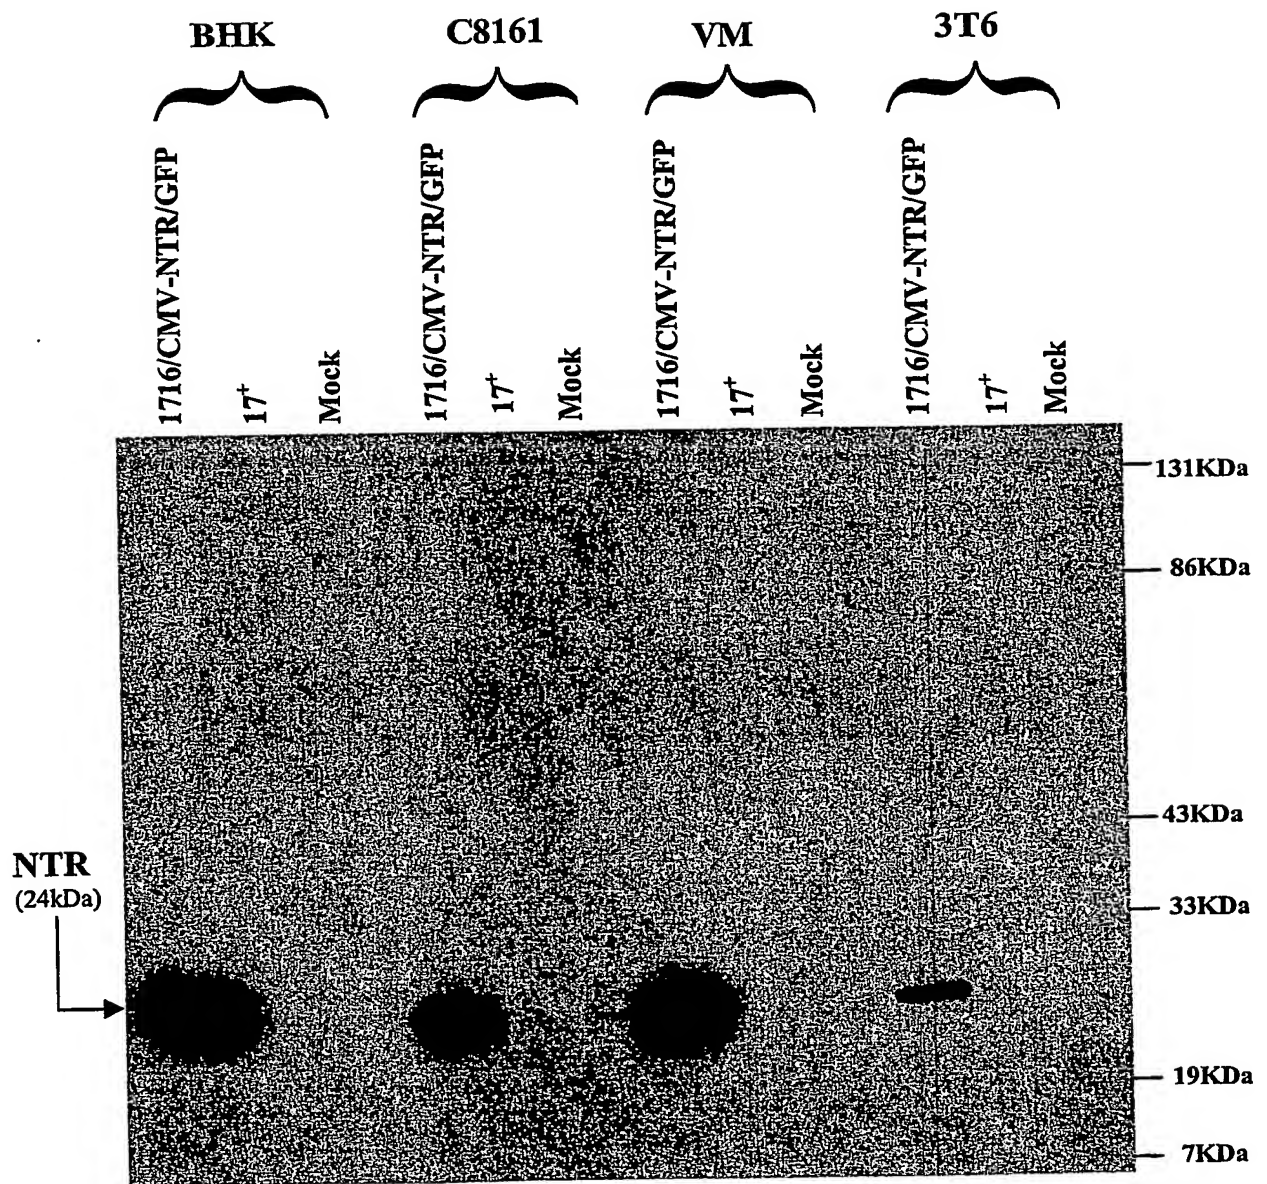 BHK
C8161
VM
3T6
1716/CMV-NTR/GFP
17+
Mock
1716/CMV-NTR/GFP
17+
Mock
1716/CMV-NTR/GFP
17+
Mock
1716/CMV-NTR/GFP
17+
Mock
131KDa
86KDa
43KDa
33KDa
19KDa
7KDa
NTR
(24kDa)